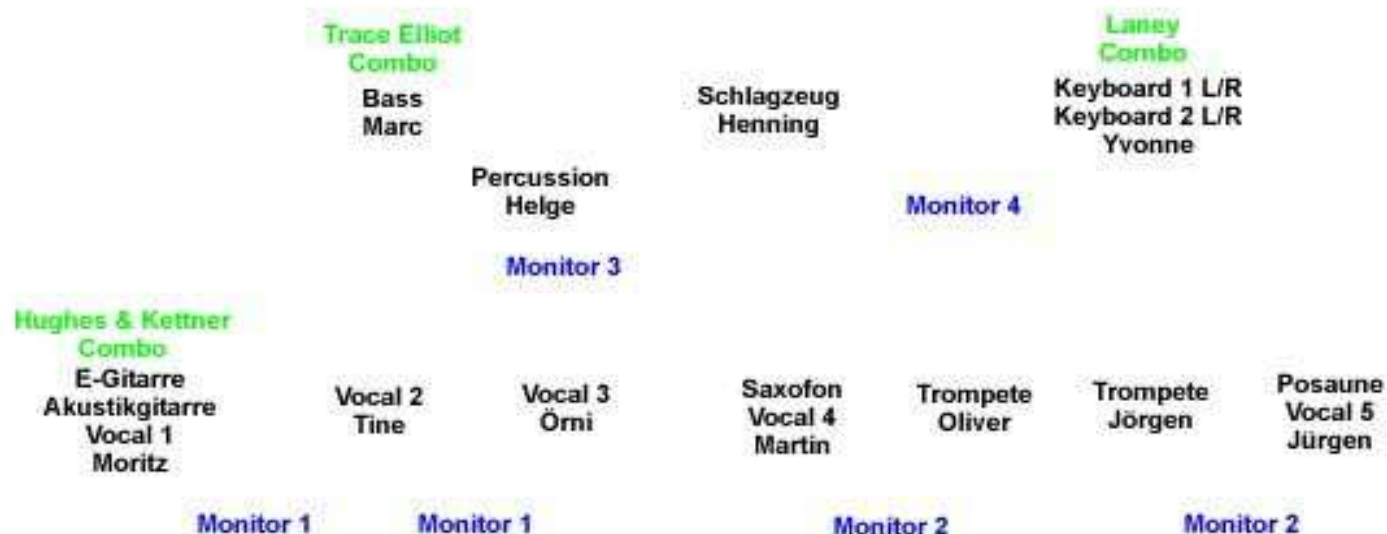 Trace Elliot
Combo
Bass
Marc
Schlagzeug
Henning
Laney
Combo
Keyboard 1 L/R
Keyboard 2 L/R
Yvonne
Percussion
Helge
Monitor 4
Monitor 3
Hughes & Kettner
Combo
E-Gitarre
Akustikgitarre
Vocal 1
Moritz
Vocal 2
Tine
Vocal 3
Örni
Saxofon
Vocal 4
Martin
Trompete
Oliver
Trompete
Jörgen
Posaune
Vocal 5
Jürgen
Monitor 1
Monitor 1
Monitor 2
Monitor 2